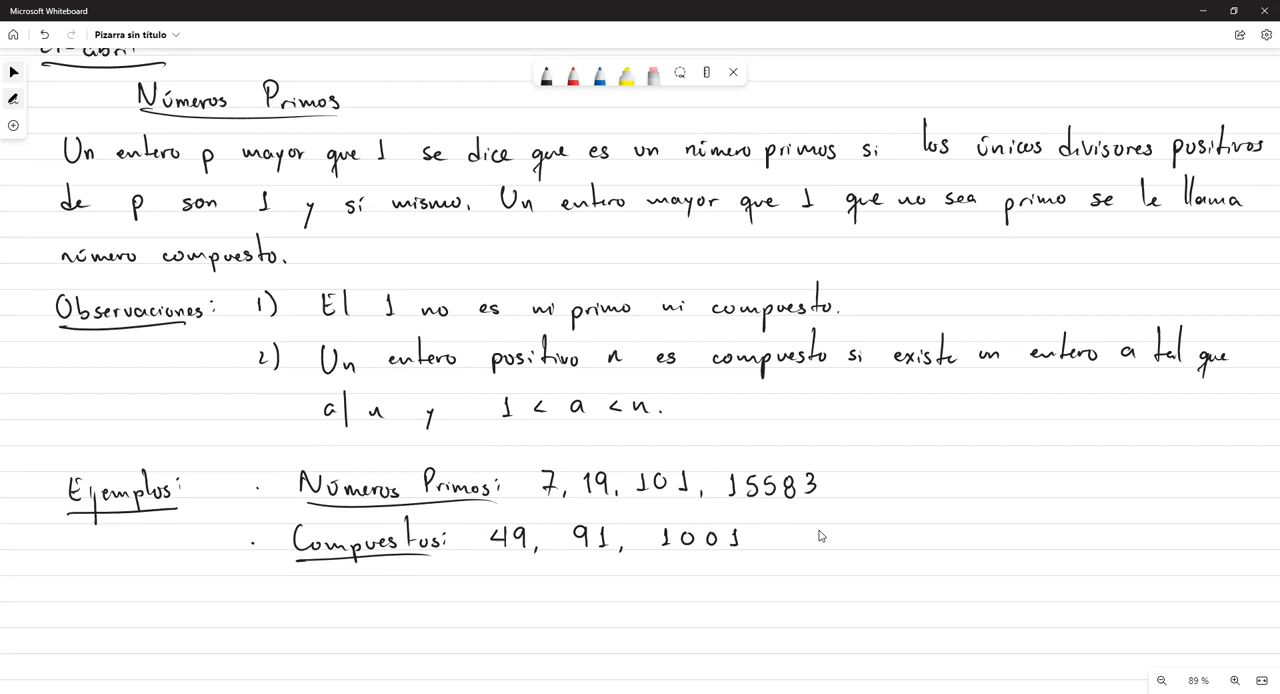 Microsoft Whiteboard
Pizarra sin título
Números Primos
Un entero p mayor que 1 se dice que es un número primos si los únicos divisores positivos
de p son 1 y sí mismo. Un entero mayor que 1 que no sea primo se le llama
número compuesto.
Observaciones: 1) El 1 no es ni primo ni compuesto.
2) Un entero positivo n es compuesto si existe un entero a tal que
a|n y 1 < a < n.
Ejemplos: · Números Primos: 7, 19, 101, 15583
· Compuestos: 49, 91, 1001
89 %